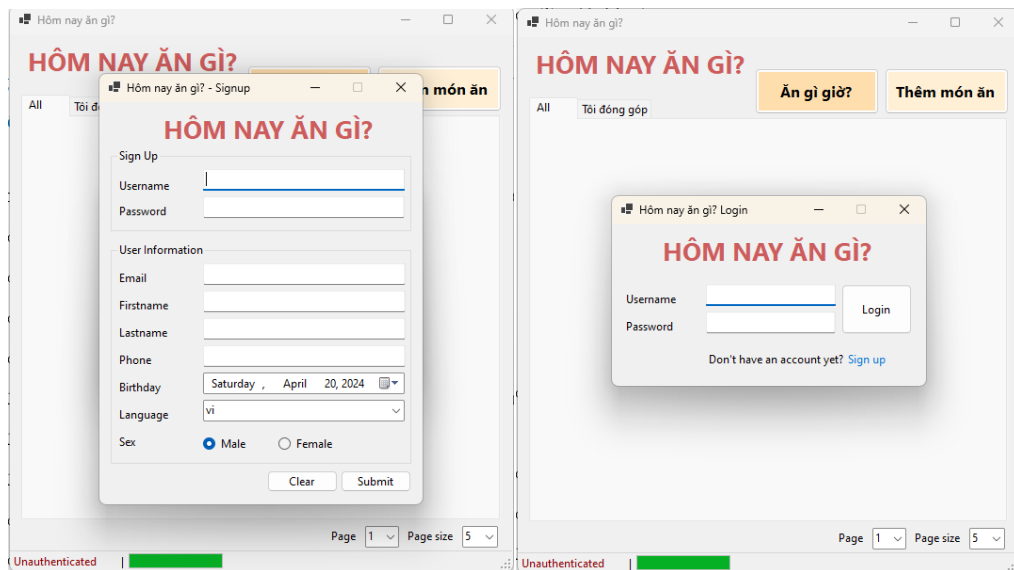 Hôm nay ăn gì?
HÔM NAY ĂN GÌ?
món ăn
All
Tôi
Hôm nay ăn gì? - Signup
HÔM NAY ĂN GÌ?
Sign Up
Username
Password
User Information
Email
Firstname
Lastname
Phone
Birthday
Saturday , April 20, 2024
Language
vi
Sex
Male Female
Clear Submit
Page 1 Page size 5
Unauthenticated |
Hôm nay ăn gì?
HÔM NAY ĂN GÌ?
Ăn gì giờ? Thêm món ăn
All
Tôi đóng góp
Hôm nay ăn gì? Login
HÔM NAY ĂN GÌ?
Username
Password
Login
Don't have an account yet? Sign up
Page 1 Page size 5
Unauthenticated |